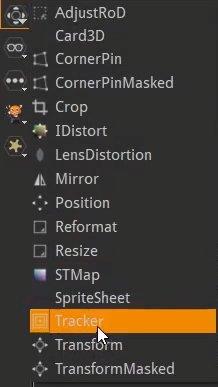 AdjustRoD
Card3D
CornerPin
CornerPinMasked
Crop
IDistort
LensDistortion
Mirror
Position
Reformat
Resize
STMap
SpriteSheet
Tracker
Transform
TransformMasked